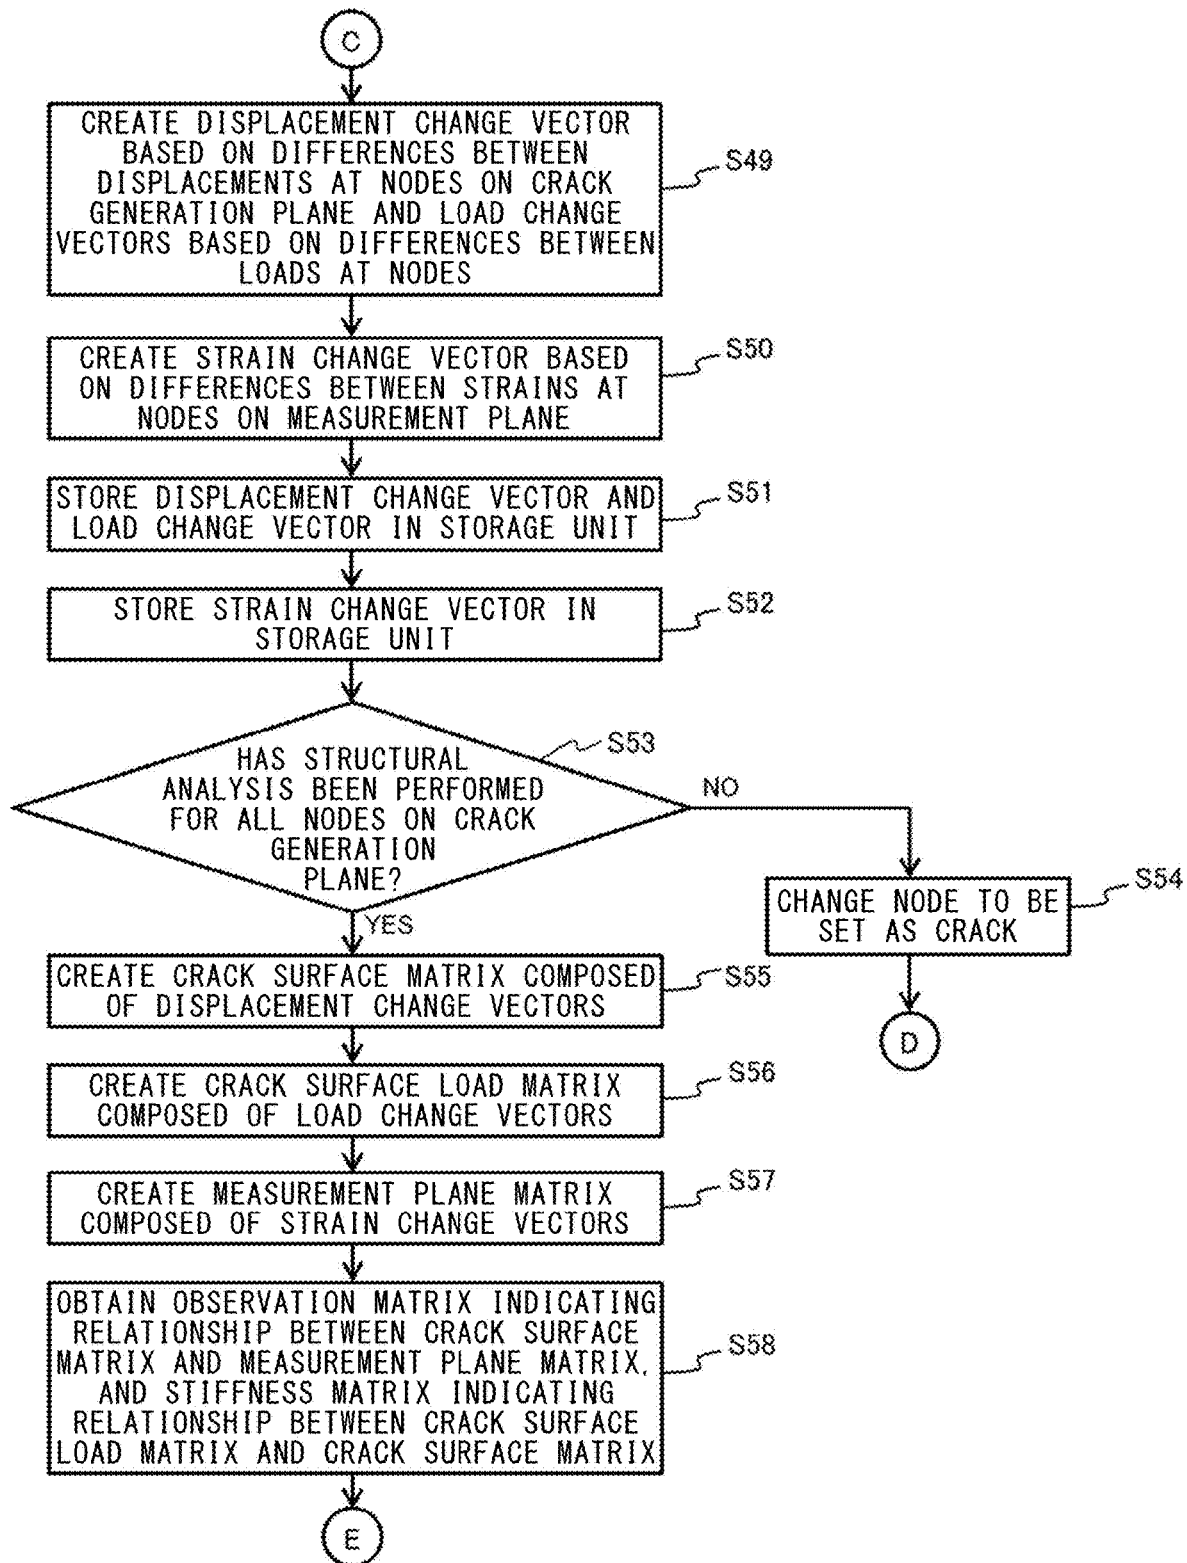 C
CREATE DISPLACEMENT CHANGE VECTOR
BASED ON DIFFERENCES BETWEEN
DISPLACEMENTS AT NODES ON CRACK
GENERATION PLANE AND LOAD CHANGE
VECTORS BASED ON DIFFERENCES BETWEEN
LOADS AT NODES
S49
CREATE STRAIN CHANGE VECTOR BASED
ON DIFFERENCES BETWEEN STRAINS AT
NODES ON MEASUREMENT PLANE
S50
STORE DISPLACEMENT CHANGE VECTOR AND
LOAD CHANGE VECTOR IN STORAGE UNIT
S51
STORE STRAIN CHANGE VECTOR IN
STORAGE UNIT
S52
HAS STRUCTURAL
ANALYSIS BEEN PERFORMED
FOR ALL NODES ON CRACK
GENERATION
PLANE?
S53
NO
CHANGE NODE TO BE
SET AS CRACK
S54
D
YES
CREATE CRACK SURFACE MATRIX COMPOSED
OF DISPLACEMENT CHANGE VECTORS
S55
CREATE CRACK SURFACE LOAD MATRIX
COMPOSED OF LOAD CHANGE VECTORS
S56
CREATE MEASUREMENT PLANE MATRIX
COMPOSED OF STRAIN CHANGE VECTORS
S57
OBTAIN OBSERVATION MATRIX INDICATING
RELATIONSHIP BETWEEN CRACK SURFACE
MATRIX AND MEASUREMENT PLANE MATRIX,
AND STIFFNESS MATRIX INDICATING
RELATIONSHIP BETWEEN CRACK SURFACE
LOAD MATRIX AND CRACK SURFACE MATRIX
S58
E